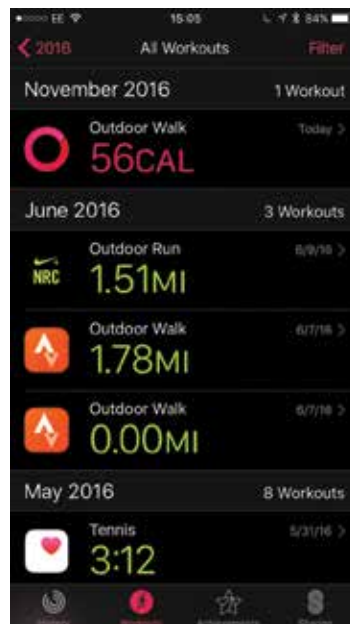 EE 15:05 84%
2016 All Workouts Filter
November 2016 1 Workout
Outdoor Walk Today
56CAL
June 2016 3 Workouts
Outdoor Run 6/9/16
NRC
1.51MI
Outdoor Walk 6/7/16
1.78MI
Outdoor Walk 6/7/16
0.00MI
May 2016 8 Workouts
Tennis 5/31/16
3:12